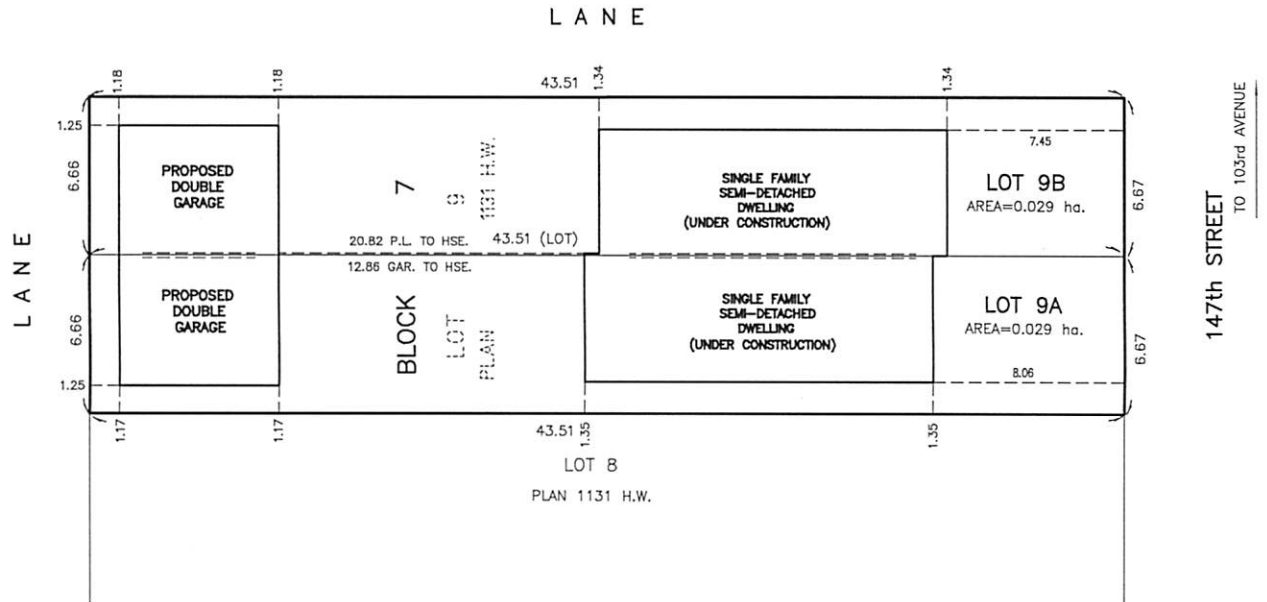 LANE
1.18
1.18
43.51
1.34
1.34
1.25
7.45
6.66
PROPOSED
DOUBLE
GARAGE
7
9
1131 H.W.
SINGLE FAMILY
SEMI-DETACHED
DWELLING
(UNDER CONSTRUCTION)
LOT 9B
AREA=0.029 ha.
6.67
TO 103rd AVENUE
147th STREET
20.82 P.L. TO HSE.
43.51 (LOT)
12.86 GAR. TO HSE.
LANE
PROPOSED
DOUBLE
GARAGE
6.66
BLOCK
LOT
PLAN
SINGLE FAMILY
SEMI-DETACHED
DWELLING
(UNDER CONSTRUCTION)
LOT 9A
AREA=0.029 ha.
6.67
8.06
1.25
1.17
1.17
43.51
1.35
1.35
LOT 8
PLAN 1131 H.W.